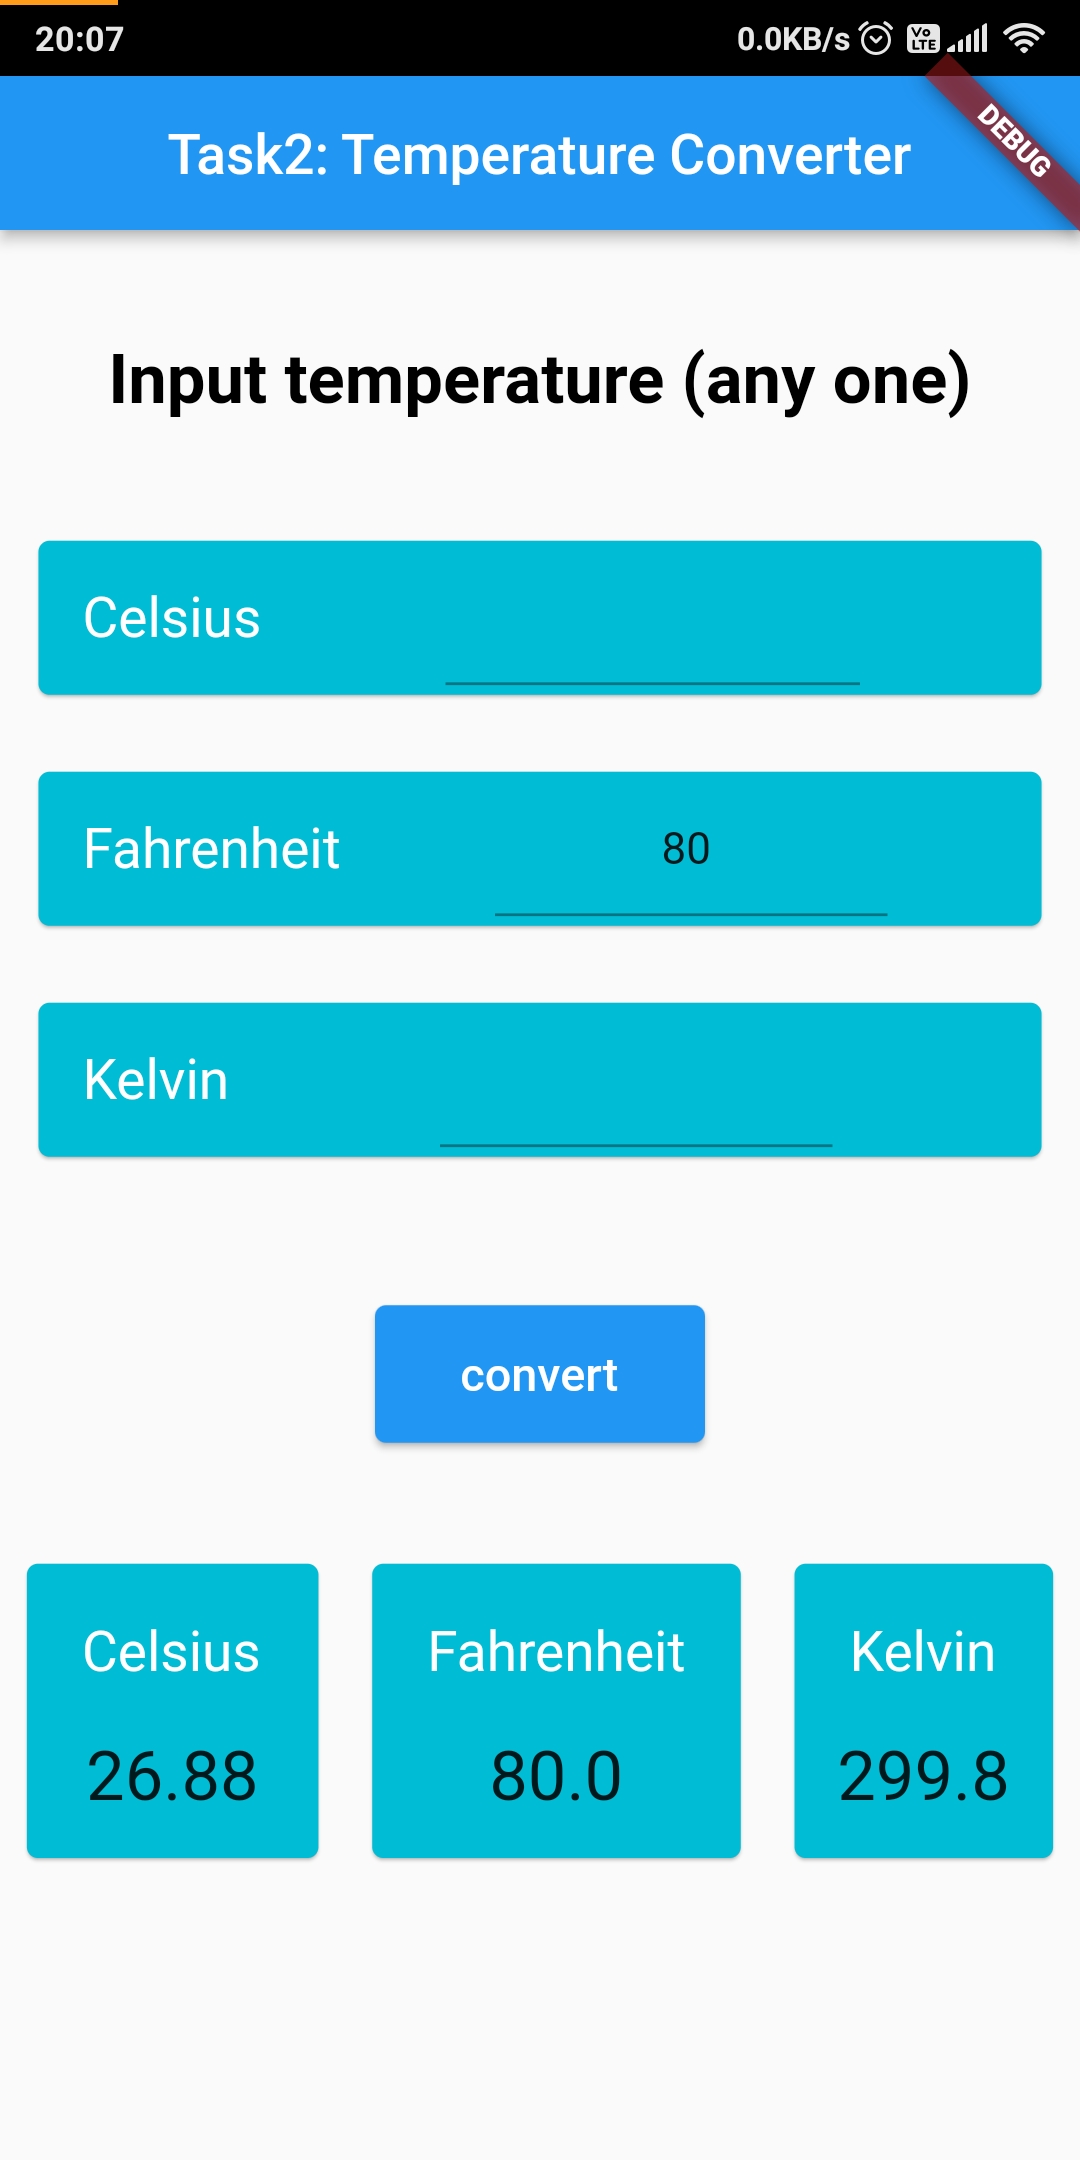 20:07 0.0KB/s Vo LTE
DEBUG
Task2: Temperature Converter
Input temperature (any one)
Celsius
Fahrenheit 80
Kelvin
convert
Celsius Fahrenheit Kelvin
26.88 80.0 299.8